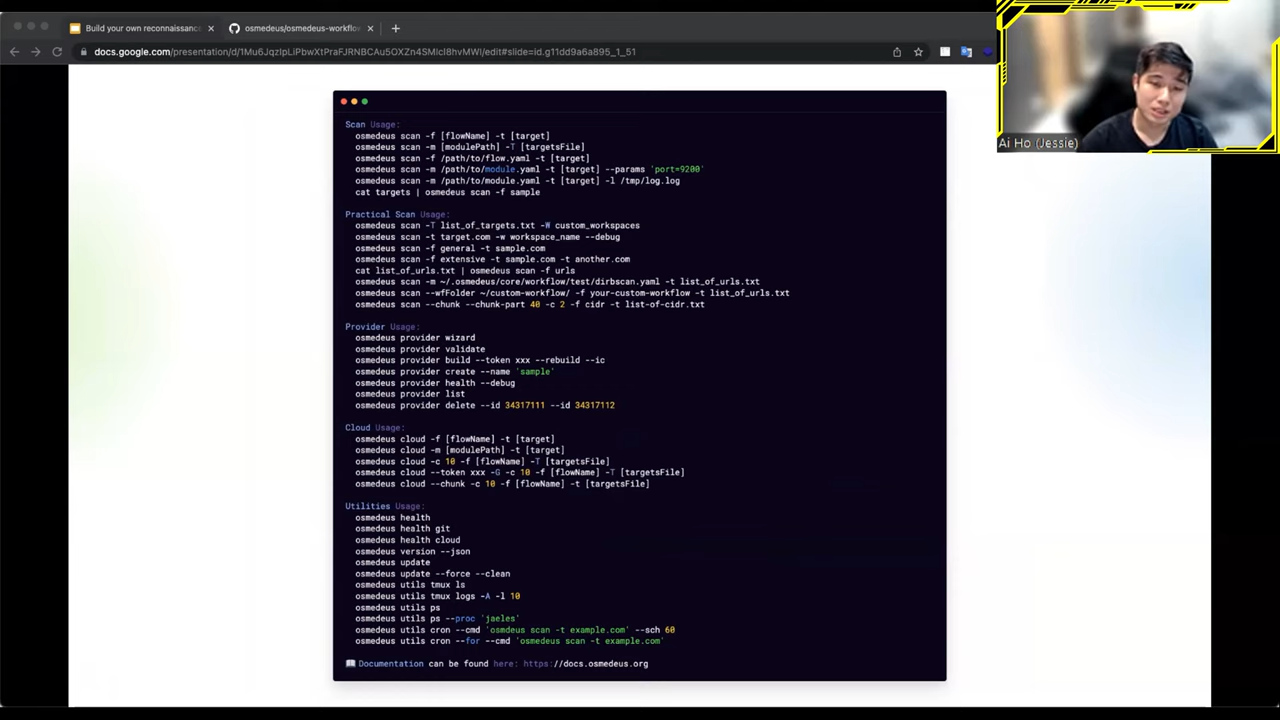 Build your own reconnaissance
osmedeus/osmedeus-workflow
docs.google.com/presentation/d/1Mu6JqzIpLiPbwXtPraFJRNBCAu5OXZn4SMicI8hvMWI/edit#slide=id.g11dd9a6a895_1_51
Ai Ho (Jessie)
Scan Usage:
osmedeus scan -f [flowName] -t [target]
osmedeus scan -m [modulePath] -T [targetsFile]
osmedeus scan -f /path/to/flow.yaml -t [target]
osmedeus scan -m /path/to/module.yaml -t [target] --params 'port=9200'
osmedeus scan -m /path/to/module.yaml -t [target] -l /tmp/log.log
cat targets | osmedeus scan -f sample
Practical Scan Usage:
osmedeus scan -T list_of_targets.txt -W custom_workspaces
osmedeus scan -t target.com -w workspace_name --debug
osmedeus scan -f general -t sample.com
osmedeus scan -f extensive -t sample.com -t another.com
cat list_of_urls.txt | osmedeus scan -f urls
osmedeus scan -m ~/.osmedeus/core/workflow/test/dirbscan.yaml -t list_of_urls.txt
osmedeus scan --wfFolder ~/custom-workflow/ -f your-custom-workflow -t list_of_urls.txt
osmedeus scan --chunk --chunk-part 40 -c 2 -f cidr -t list-of-cidr.txt
Provider Usage:
osmedeus provider wizard
osmedeus provider validate
osmedeus provider build --token xxx --rebuild --ic
osmedeus provider create --name 'sample'
osmedeus provider health --debug
osmedeus provider list
osmedeus provider delete --id 34317111 --id 34317112
Cloud Usage:
osmedeus cloud -f [flowName] -t [target]
osmedeus cloud -m [modulePath] -t [target]
osmedeus cloud -c 10 -f [flowName] -T [targetsFile]
osmedeus cloud --token xxx -G -c 10 -f [flowName] -T [targetsFile]
osmedeus cloud --chunk -c 10 -f [flowName] -t [targetsFile]
Utilities Usage:
osmedeus health
osmedeus health git
osmedeus health cloud
osmedeus version --json
osmedeus update
osmedeus update --force --clean
osmedeus utils tmux ls
osmedeus utils tmux logs -A -l 10
osmedeus utils ps
osmedeus utils ps --proc 'jaeles'
osmedeus utils cron --cmd 'osmdeus scan -t example.com' --sch 60
osmedeus utils cron --for --cmd 'osmedeus scan -t example.com'
Documentation can be found here: https://docs.osmedeus.org